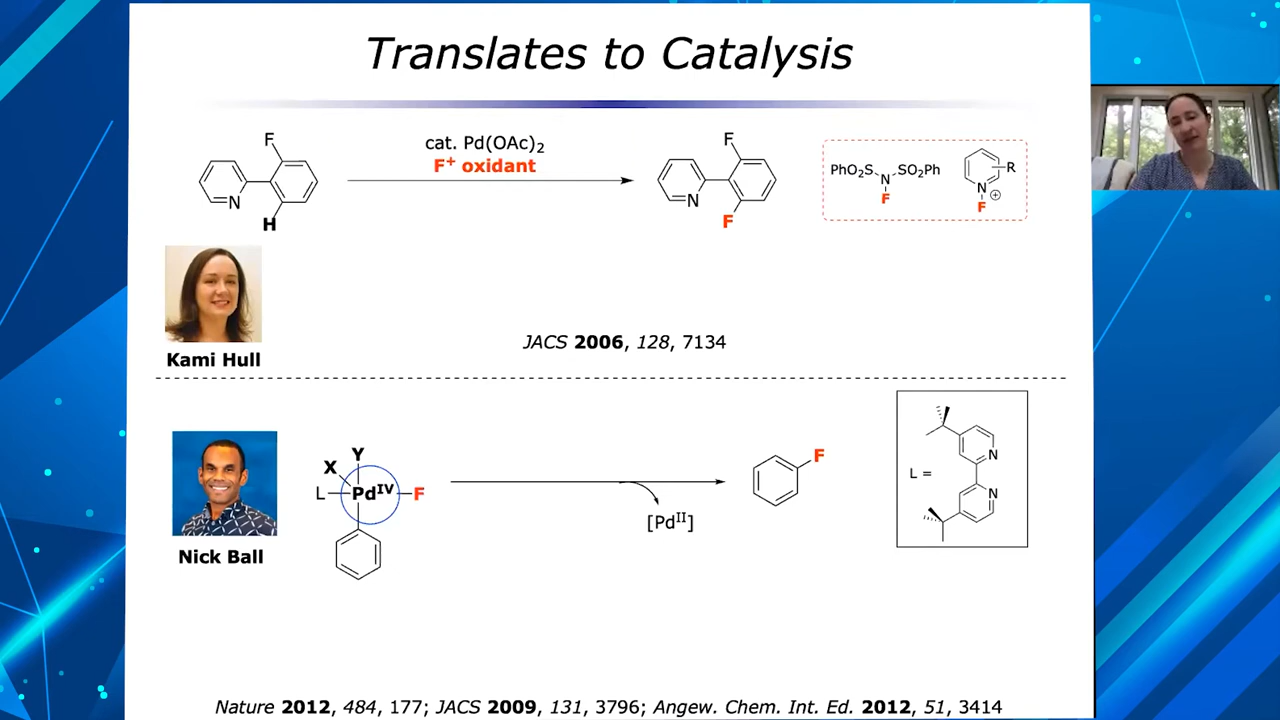 Translates to Catalysis
F
N
H
cat. Pd(OAc)2
F+ oxidant
F
N
F
PhO2S N SO2Ph
F
R
N +
F
Kami Hull
JACS 2006, 128, 7134
Nick Ball
Y
X
L PdIV F
[PdII]
F
L =
N
N
Nature 2012, 484, 177; JACS 2009, 131, 3796; Angew. Chem. Int. Ed. 2012, 51, 3414